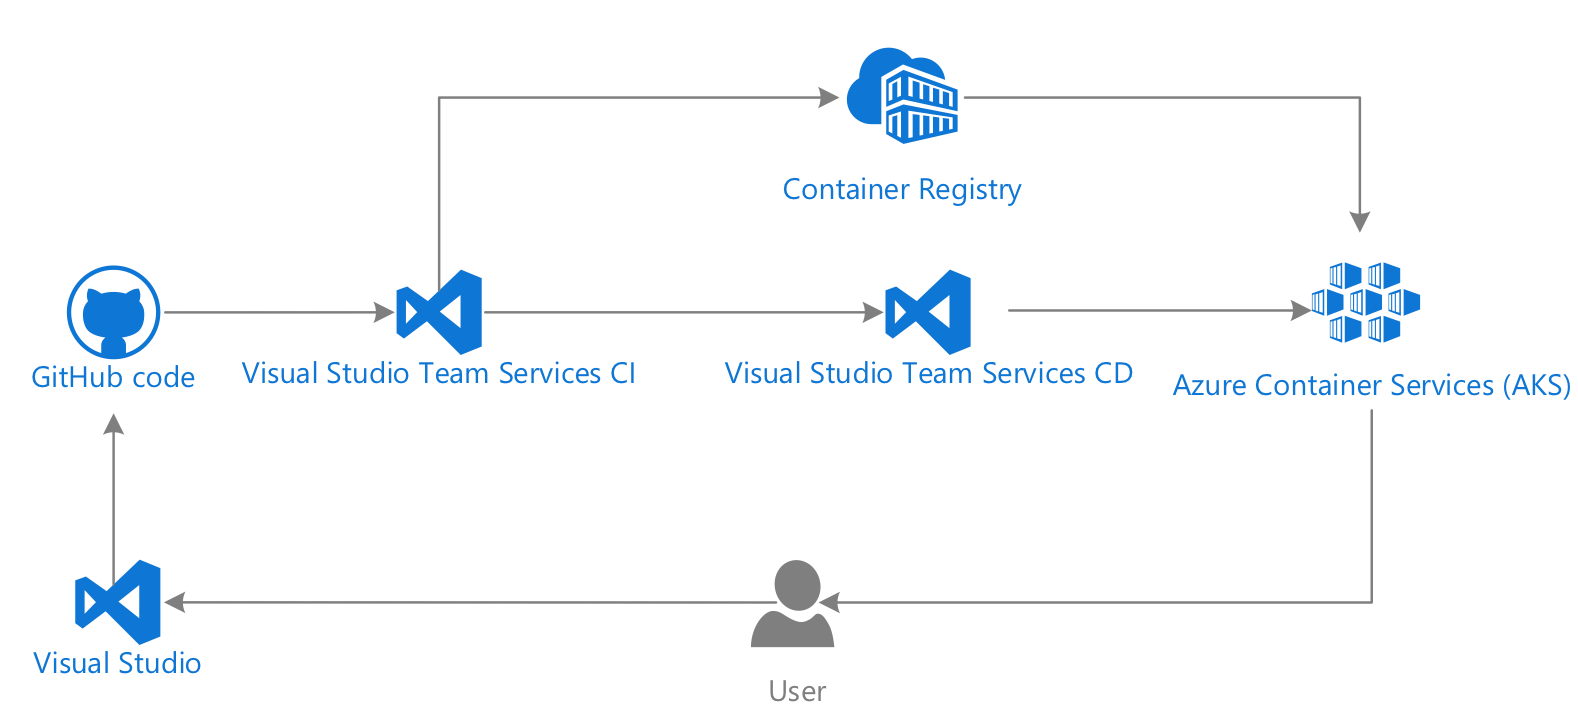 Container Registry
GitHub code
Visual Studio Team Services CI
Visual Studio Team Services CD
Azure Container Services (AKS)
Visual Studio
User